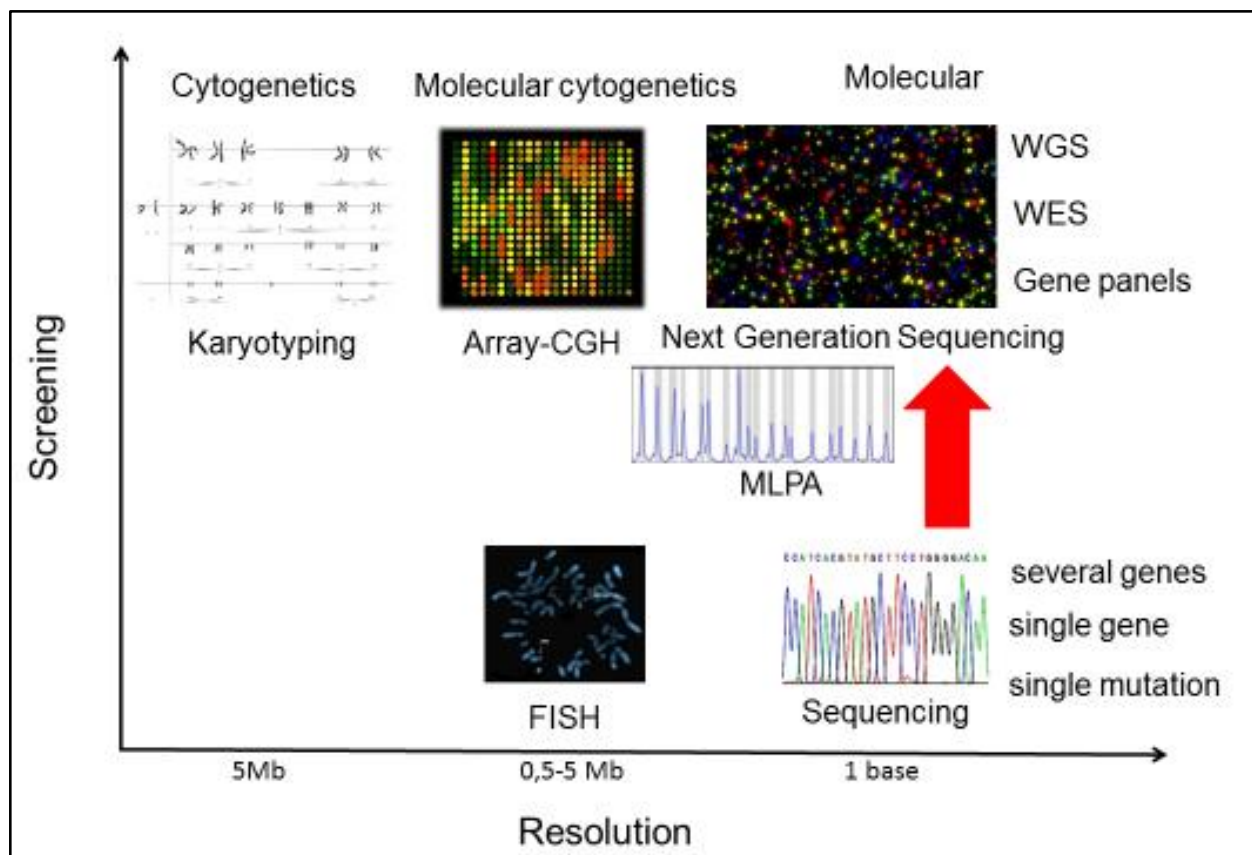 Cytogenetics
Molecular cytogenetics
Molecular
WGS
WES
Gene panels
Karyotyping
Array-CGH
Next Generation Sequencing
MLPA
several genes
single gene
single mutation
FISH
Sequencing
Screening
5Mb
0,5-5 Mb
1 base
Resolution